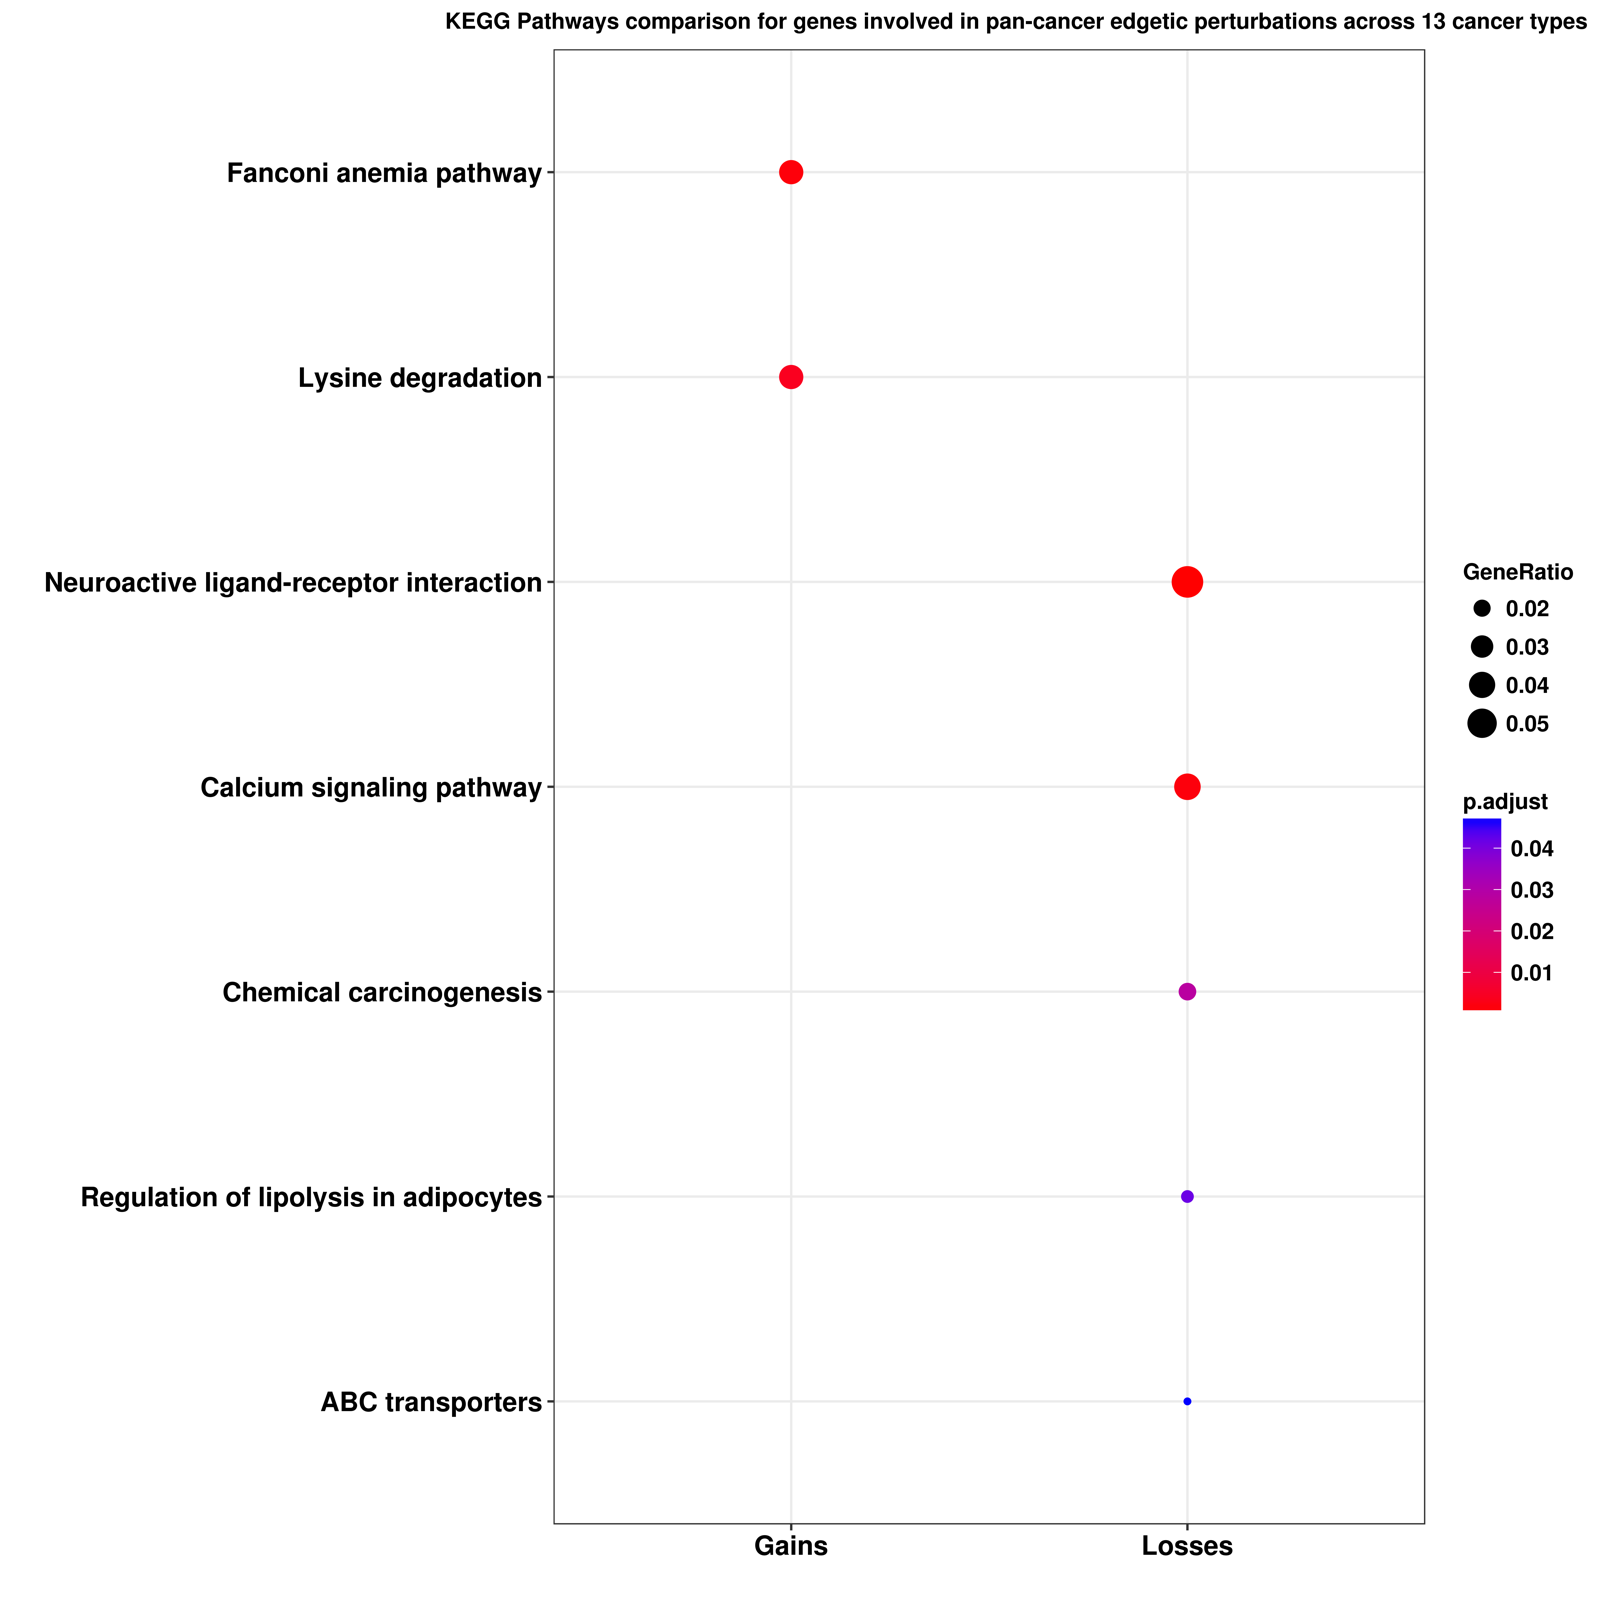 KEGG Pathways comparison for genes involved in pan-cancer edgetic perturbations across 13 cancer types
Fanconi anemia pathway
Lysine degradation
Neuroactive ligand-receptor interaction
Calcium signaling pathway
Chemical carcinogenesis
Regulation of lipolysis in adipocytes
ABC transporters
Gains
Losses
GeneRatio
0.02
0.03
0.04
0.05
p.adjust
0.04
0.03
0.02
0.01